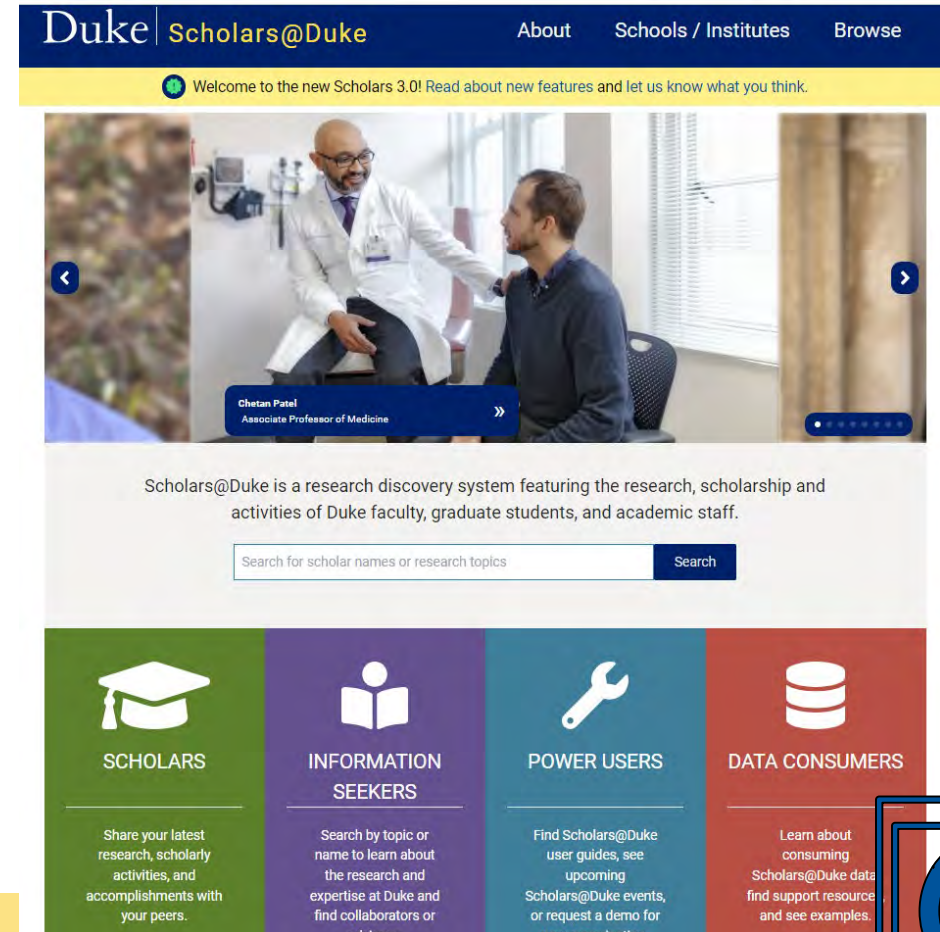 Duke Scholars@Duke About Schools / Institutes Browse
Welcome to the new Scholars 3.0! Read about new features and let us know what you think.
Chetan Patel
Associate Professor of Medicine
Scholars@Duke is a research discovery system featuring the research, scholarship and
activities of Duke faculty, graduate students, and academic staff.
Search for scholar names or research topics Search
SCHOLARS
Share your latest
research, scholarly
activities, and
accomplishments with
your peers.
INFORMATION
SEEKERS
Search by topic or
name to learn about
the research and
expertise at Duke and
find collaborators or
POWER USERS
Find Scholars@Duke
user guides, see
upcoming
Scholars@Duke events,
or request a demo for
DATA CONSUMERS
Learn about
consuming
Scholars@Duke data
find support resources,
and see examples.